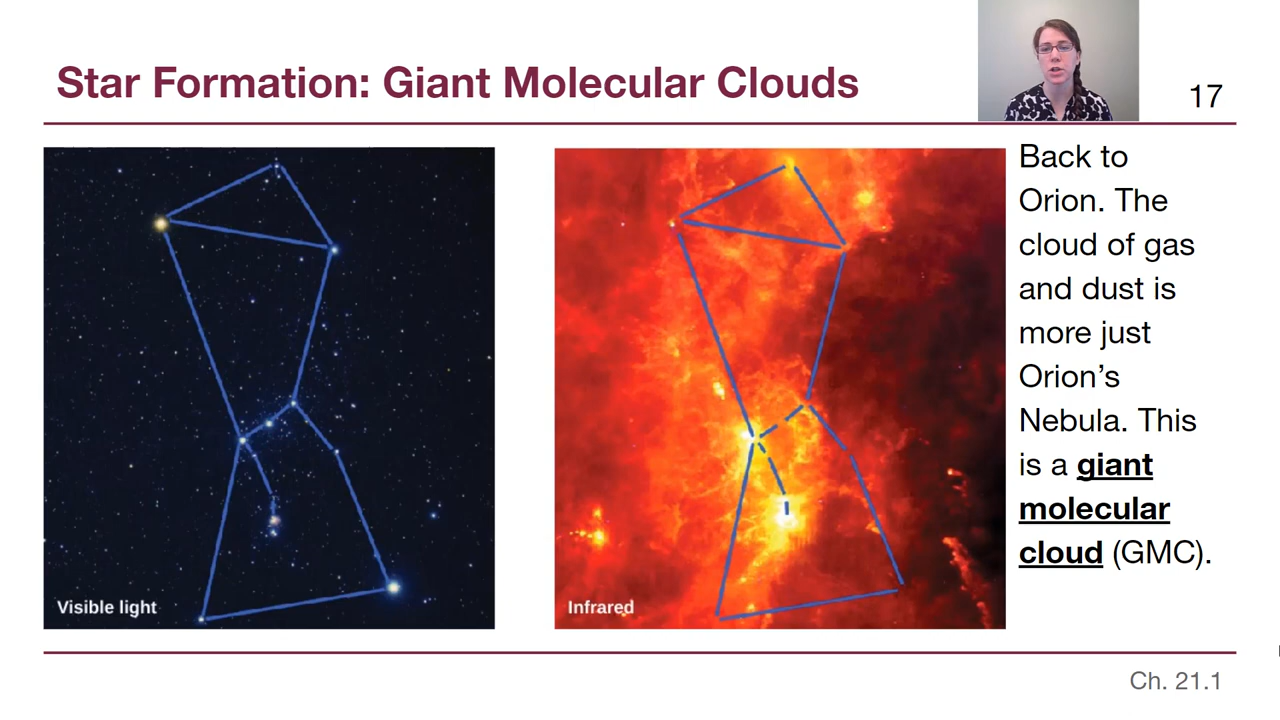 Star Formation: Giant Molecular Clouds
17
Visible light
Infrared
Back to
Orion. The
cloud of gas
and dust is
more just
Orion’s
Nebula. This
is a giant
molecular
cloud (GMC).
Ch. 21.1